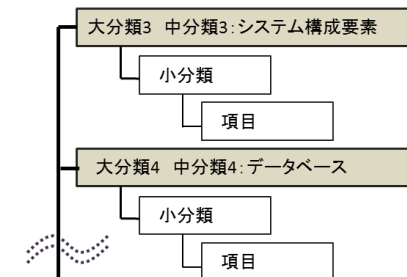 大分類3 中分類3:システム構成要素
小分類
項目
大分類4 中分類4:データベース
小分類
項目